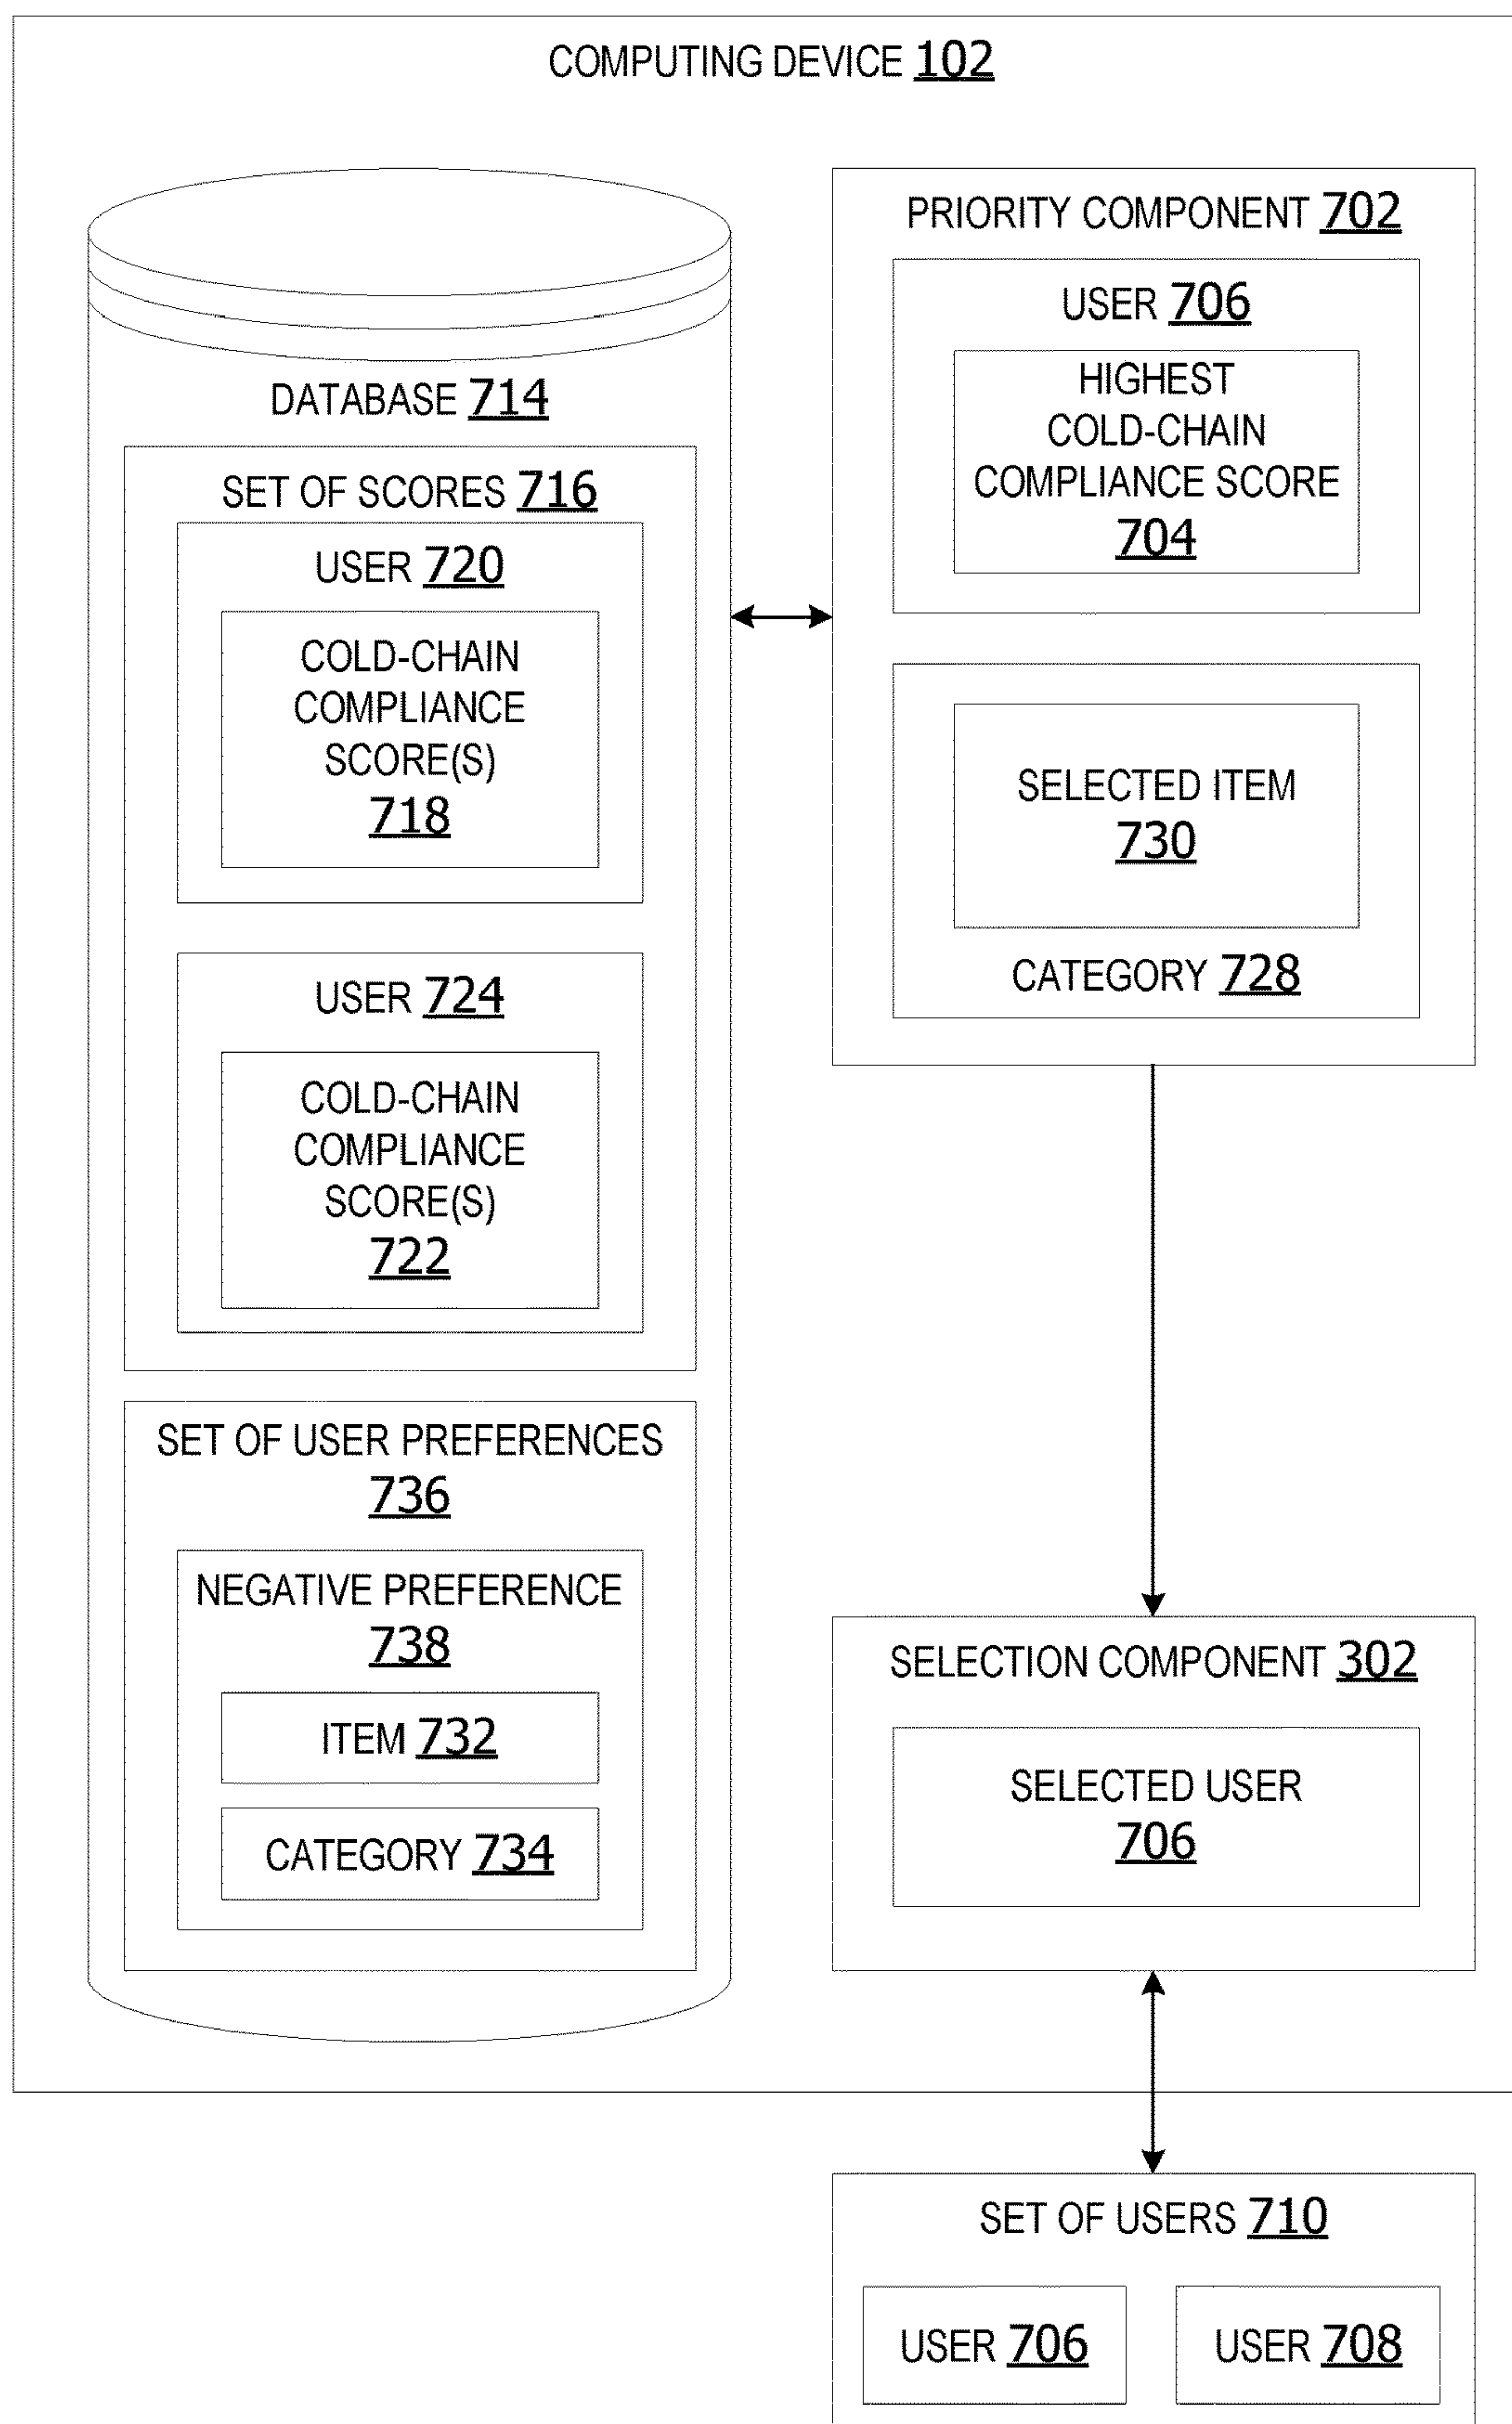 COMPUTING DEVICE 102
DATABASE 714
SET OF SCORES 716
USER 720
COLD-CHAIN
COMPLIANCE
SCORE(S)
718
USER 724
COLD-CHAIN
COMPLIANCE
SCORE(S)
722
SET OF USER PREFERENCES
736
NEGATIVE PREFERENCE
738
ITEM 732
CATEGORY 734
PRIORITY COMPONENT 702
USER 706
HIGHEST
COLD-CHAIN
COMPLIANCE SCORE
704
SELECTED ITEM
730
CATEGORY 728
SELECTION COMPONENT 302
SELECTED USER
706
SET OF USERS 710
USER 706
USER 708